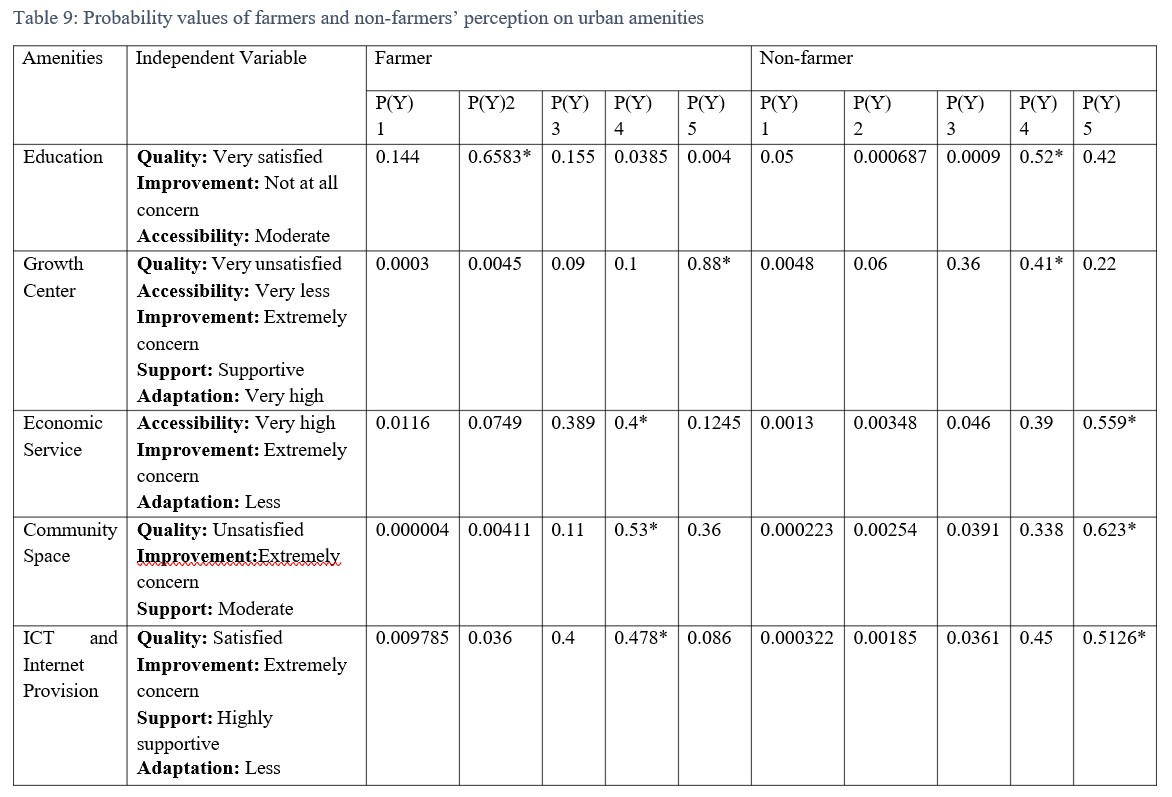 Table 9: Probability values of farmers and non-farmers’ perception on urban amenities
Amenities Independent Variable Farmer Non-farmer
P(Y) 1 P(Y)2 P(Y) 3 P(Y) 4 P(Y) 5 P(Y) 1 P(Y) 2 P(Y) 3 P(Y) 4 P(Y) 5
Education Quality: Very satisfied 0.144 0.6583* 0.155 0.0385 0.004 0.05 0.000687 0.0009 0.52* 0.42
Improvement: Not at all
concern
Accessibility: Moderate
Growth Quality: Very unsatisfied 0.0003 0.0045 0.09 0.1 0.88* 0.0048 0.06 0.36 0.41* 0.22
Center Accessibility: Very less
Improvement: Extremely
concern
Support: Supportive
Adaptation: Very high
Economic Accessibility: Very high 0.0116 0.0749 0.389 0.4* 0.1245 0.0013 0.00348 0.046 0.39 0.559*
Service Improvement: Extremely
concern
Adaptation: Less
Community Quality: Unsatisfied 0.000004 0.00411 0.11 0.53* 0.36 0.000223 0.00254 0.0391 0.338 0.623*
Space Improvement:Extremely
concern
Support: Moderate
ICT and Quality: Satisfied 0.009785 0.036 0.4 0.478* 0.086 0.000322 0.00185 0.0361 0.45 0.5126*
Internet Improvement: Extremely
Provision concern
Support: Highly
supportive
Adaptation: Less